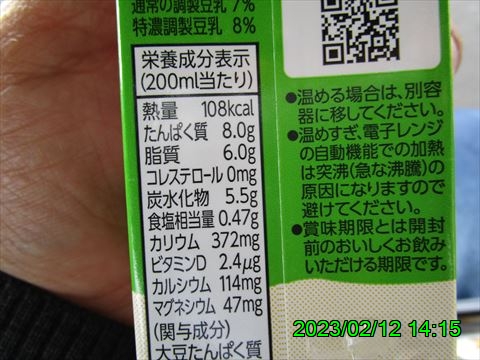 通常の調製豆乳 7%
特濃調製豆乳 8%
栄養成分表示
(200ml当たり)
熱量 108kcal
たんぱく質 8.0g
脂質 6.0g
コレステロール 0mg
炭水化物 5.5g
食塩相当量 0.47g
カリウム 372mg
ビタミンD 2.4μg
カルシウム 114mg
マグネシウム 47mg
(関与成分)
大豆たんぱく質
●温める場合は、別容
器に移してください。
●温めすぎ、電子レンジ
の自動機能での加熱
は突沸(急な沸騰)の
原因になりますので
避けてください。
●賞味期限とは開封
前のおいしくお飲み
いただける期限です。
2023/02/12 14:15